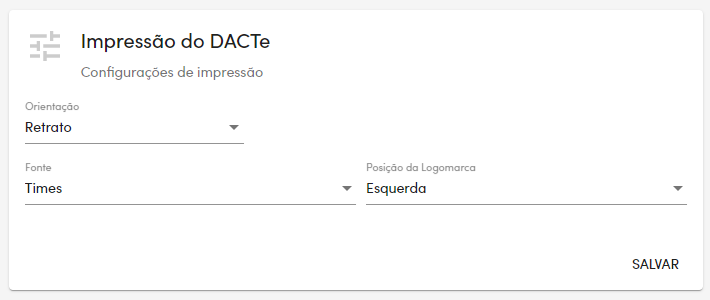 Impressão do DACTe
Configurações de impressão
Orientação
Retrato
Fonte
Posição da Logomarca
Times
Esquerda
SALVAR